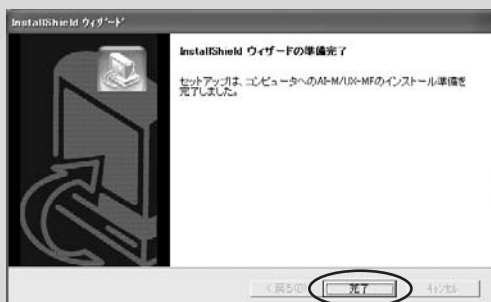 InstallShield ウィザード
InstallShield ウィザードの準備完了
セットアップは、コンピュータへのAI-M/UX-MFのインストール準備を
完了しました。
< 戻る(B)
完了
キャンセル